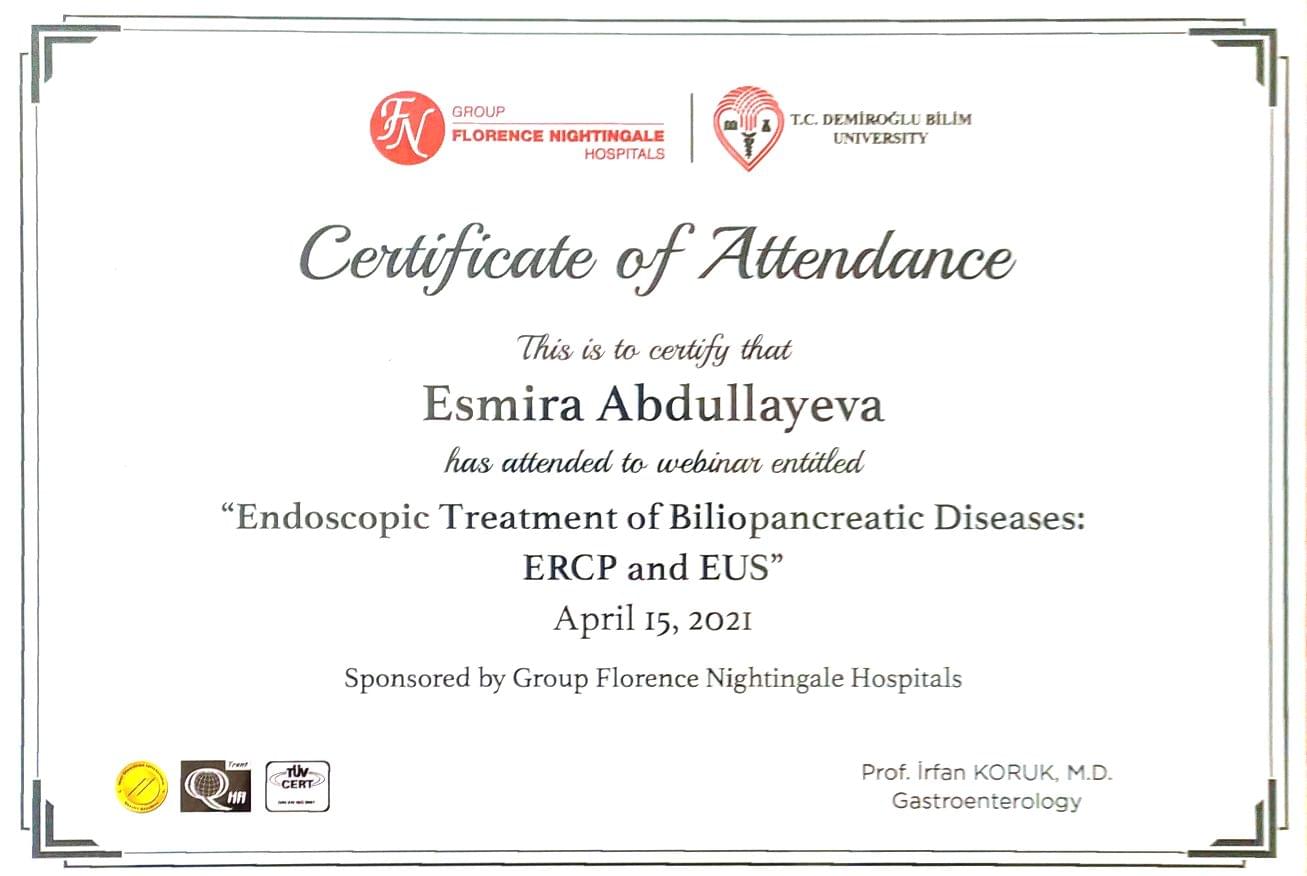 FN
GROUP
FLORENCE NIGHTINGALE
HOSPITALS
T.C. DEMİROĞLU BİLİM
UNIVERSITY
Certificate of Attendance
This is to certify that
Esmira Abdullayeva
has attended to webinar entitled
“Endoscopic Treatment of Biliopancreatic Diseases:
ERCP and EUS”
April 15, 2021
Sponsored by Group Florence Nightingale Hospitals
Trent
Q HA
TÜV
CERT
Prof. İrfan KORUK, M.D.
Gastroenterology